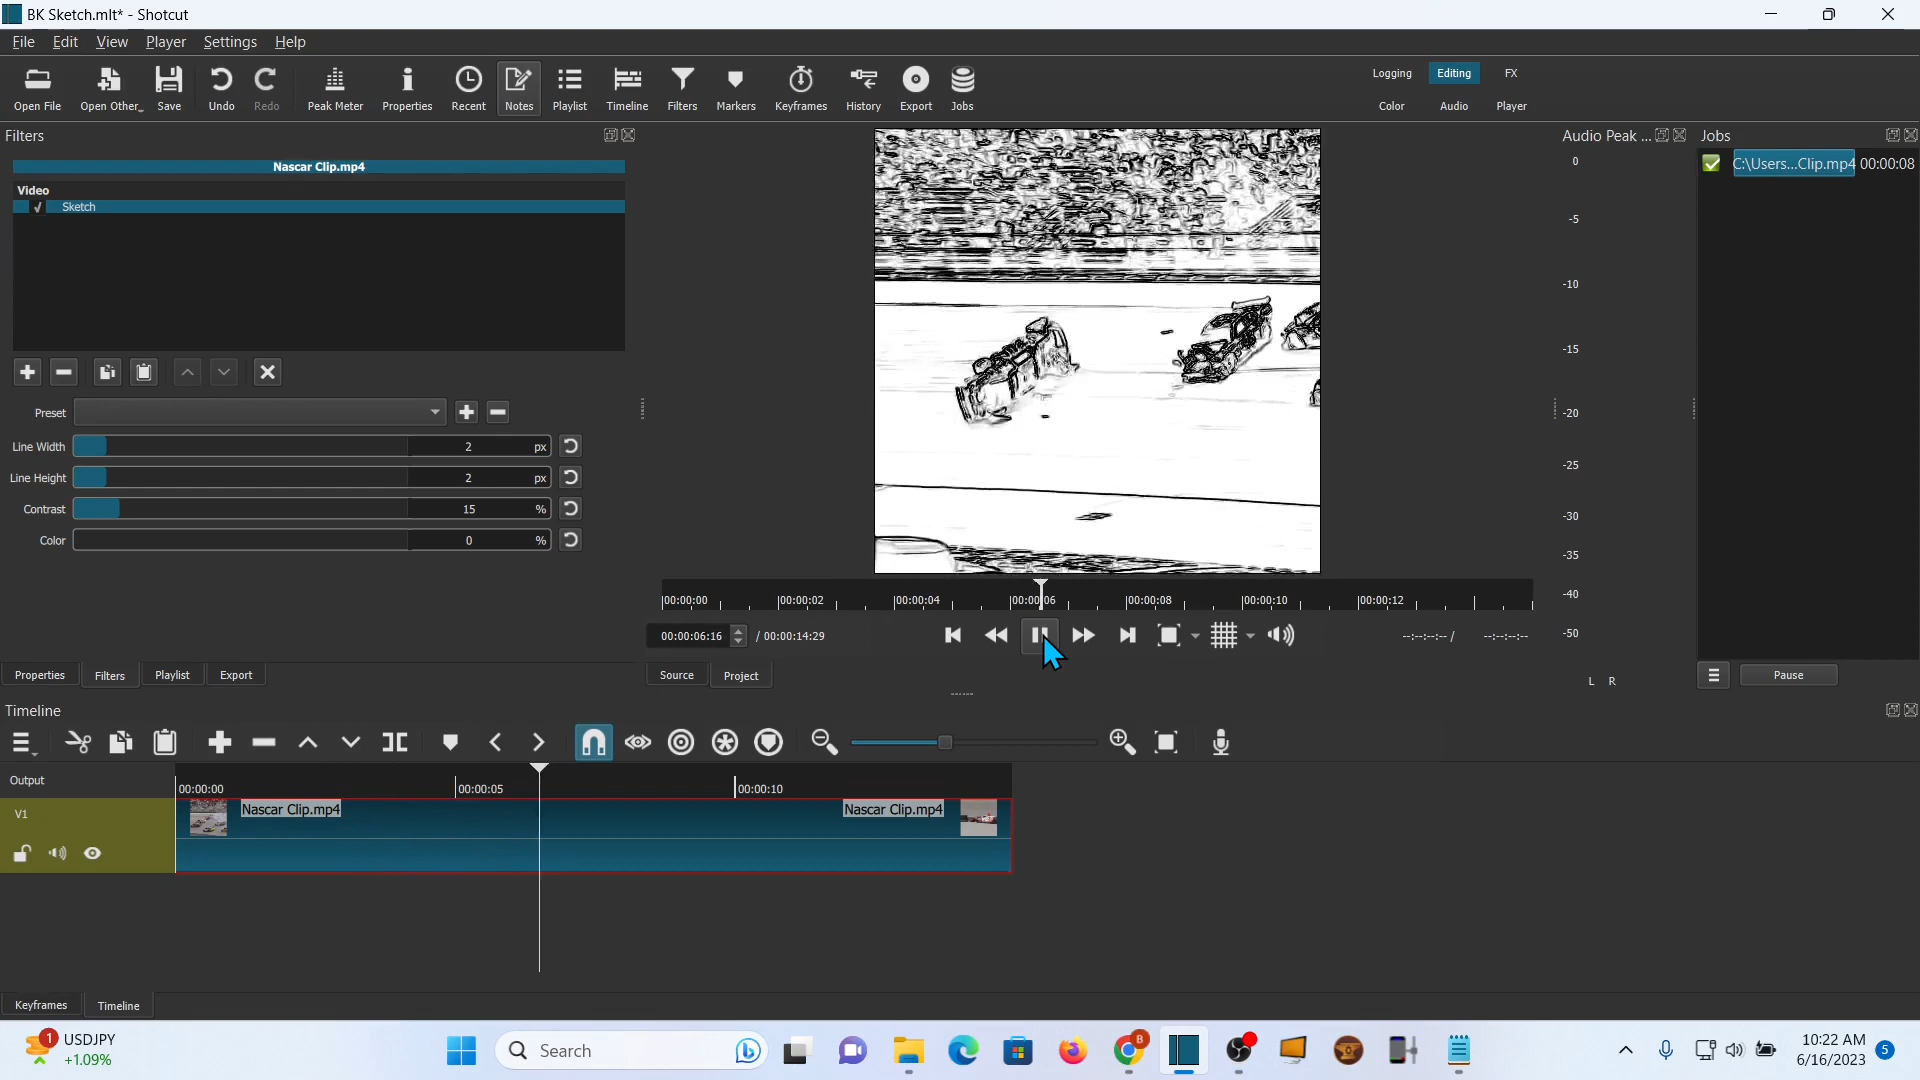 BK Sketch.mlt* - Shotcut
File Edit View Player Settings Help
Open File Open Other... Save Undo Redo Peak Meter Properties Recent Notes Playlist Timeline Filters Markers Keyframes History Export Jobs
Logging Editing FX
Color Audio Player
Filters
Nascar Clip.mp4
Video
Sketch
Preset
Line Width 2 px
Line Height 2 px
Contrast 15 %
Color 0 %
Properties Filters Playlist Export
00:00:00 00:00:02 00:00:04 00:00:06 00:00:08 00:00:10 00:00:12
00:00:06:16 / 00:00:14:29 --:--:--:-- / --:--:--:--
Source Project
Audio Peak ...
0
-5
-10
-15
-20
-25
-30
-35
-40
-50
L R
Jobs
C:\Users...Clip.mp4 00:00:08
Pause
Timeline
Output
00:00:00 00:00:05 00:00:10
V1
Nascar Clip.mp4 Nascar Clip.mp4
Keyframes Timeline
1 USDJPY
+1.09%
Search
B
10:22 AM
6/16/2023
5